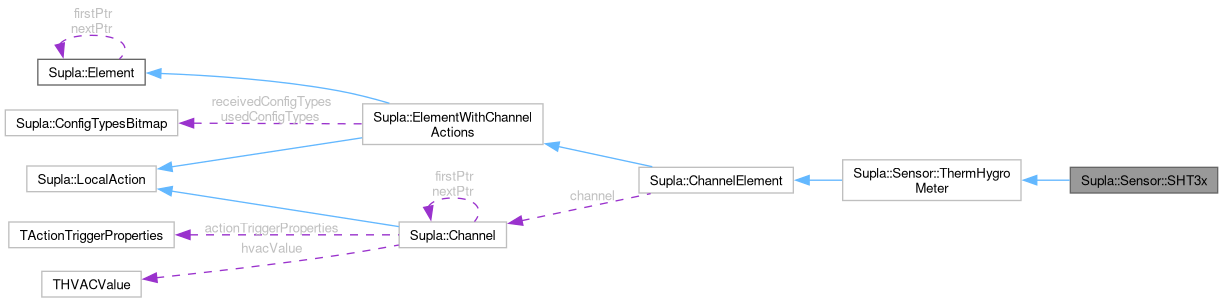 firstPtr
nextPtr
Supla::Element
receivedConfigTypes
usedConfigTypes
Supla::ConfigTypesBitmap
Supla::ElementWithChannel
Actions
Supla::LocalAction
firstPtr
nextPtr
channel
Supla::ChannelElement
Supla::Sensor::ThermHygro
Meter
Supla::Sensor::SHT3x
actionTriggerProperties
TActionTriggerProperties
Supla::Channel
hvacValue
THVACValue